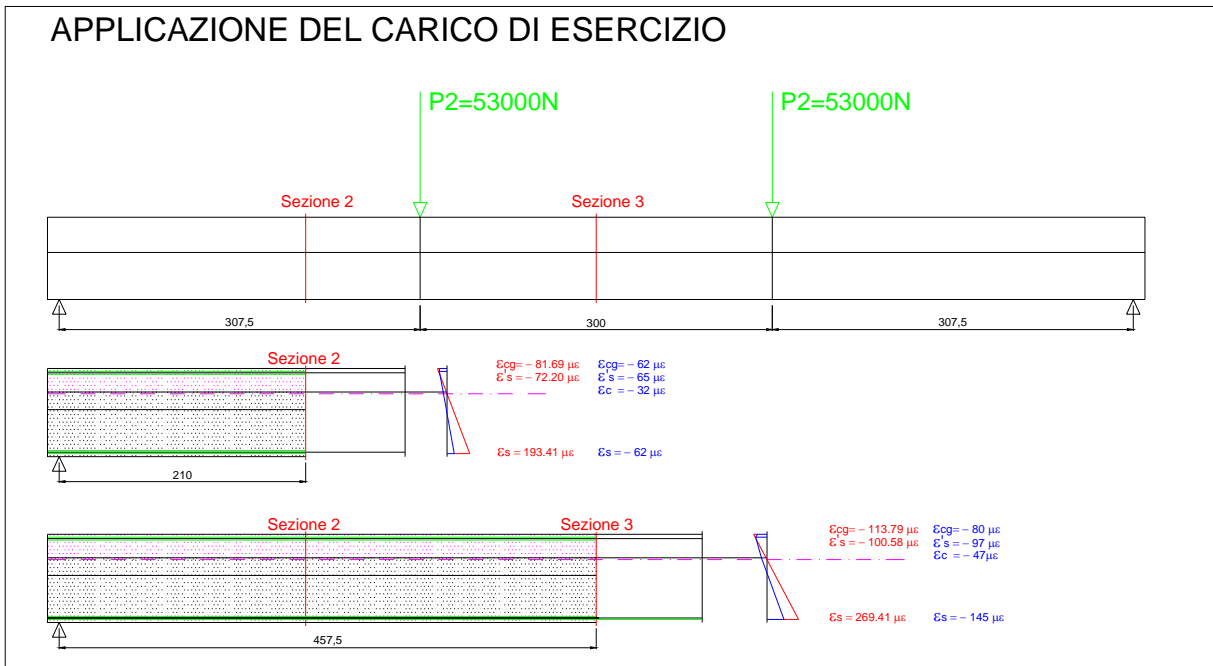 APPLICAZIONE DEL CARICO DI ESERCIZIO
P2=53000N P2=53000N
Sezione 2 Sezione 3
307,5 300 307,5
Sezione 2
εcg= − 81.69 με εcg= − 62 με
ε's = − 72.20 με ε's = − 65 με
εc = − 32 με
εs = 193.41 με εs = − 62 με
210
Sezione 2 Sezione 3
εcg= − 113.79 με εcg= − 80 με
ε's = − 100.58 με ε's = − 97 με
εc = − 47με
εs = 269.41 με εs = − 145 με
457,5